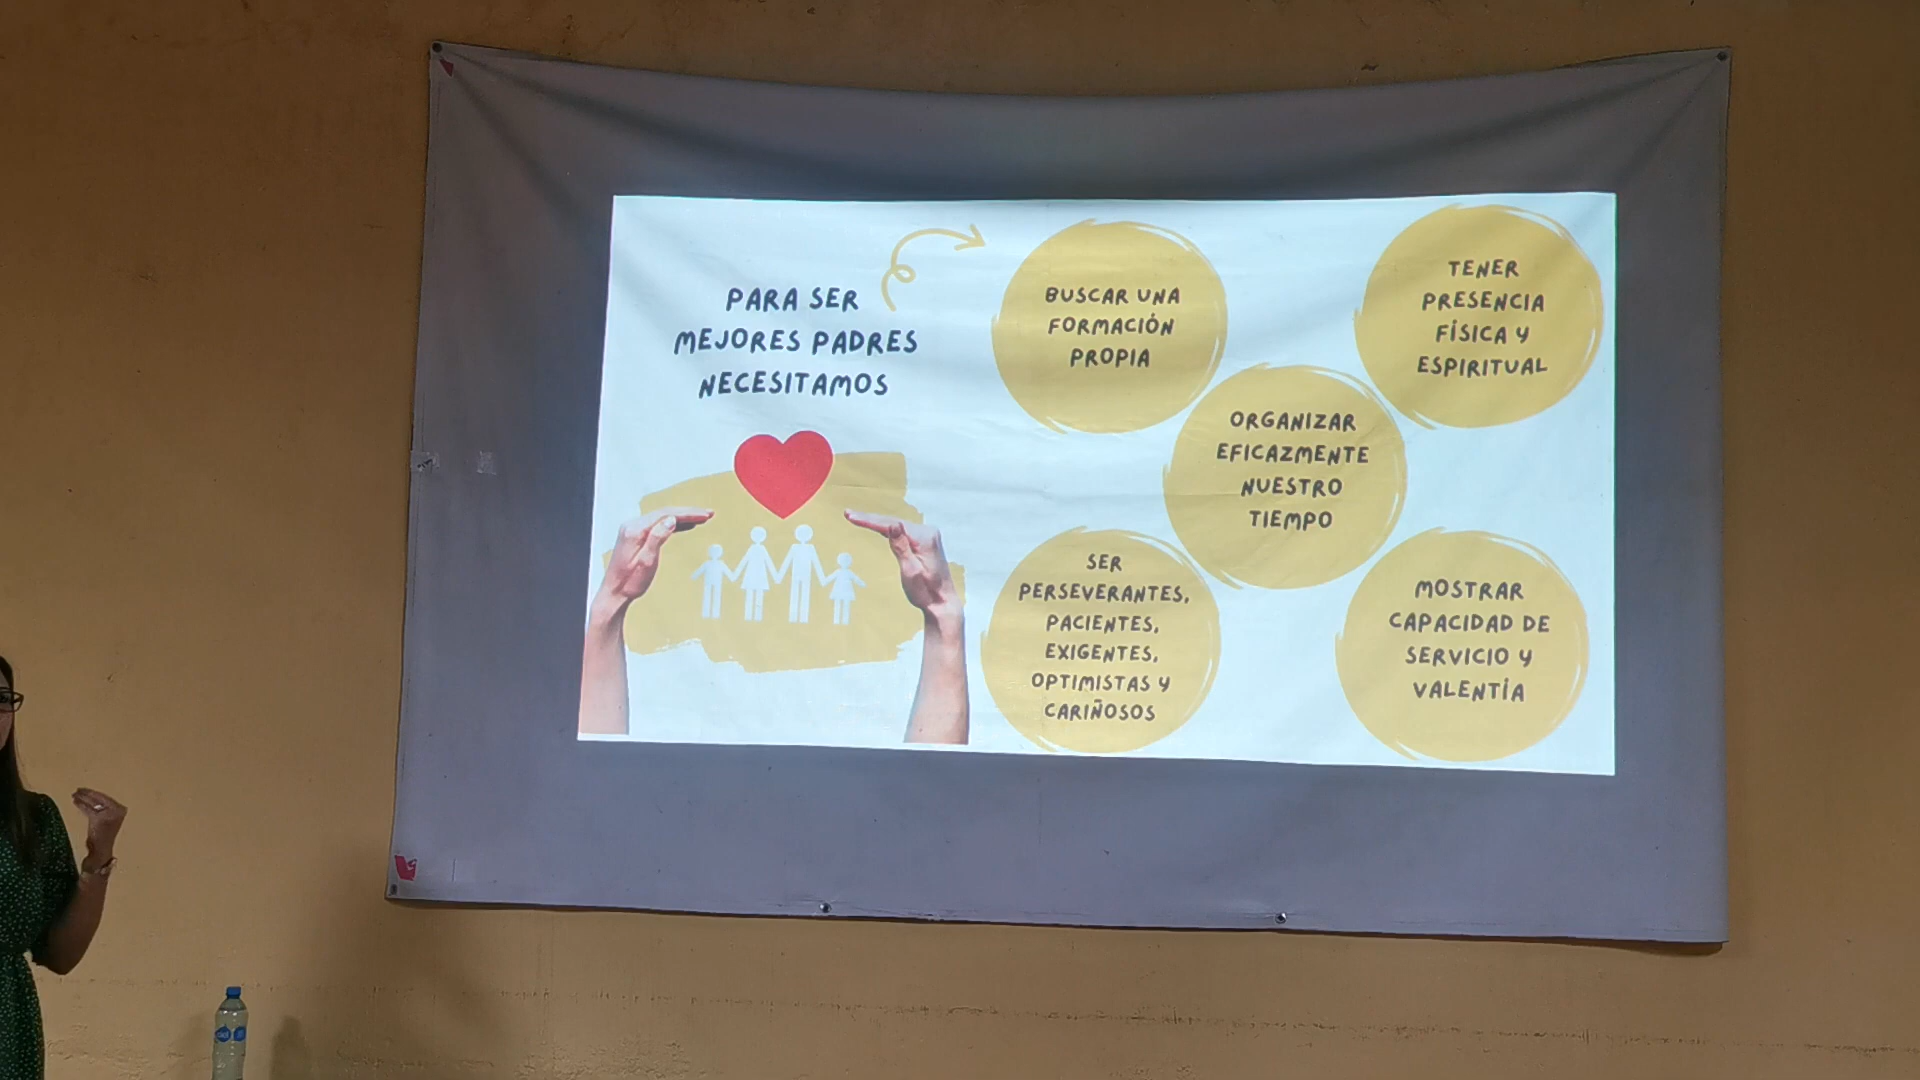 PARA SER
MEJORES PADRES
NECESITAMOS
BUSCAR UNA
FORMACIÓN
PROPIA
TENER
PRESENCIA
FÍSICA Y
ESPIRITUAL
ORGANIZAR
EFICAZMENTE
NUESTRO
TIEMPO
SER
PERSEVERANTES,
PACIENTES,
EXIGENTES,
OPTIMISTAS Y
CARIÑOSOS
MOSTRAR
CAPACIDAD DE
SERVICIO Y
VALENTÍA